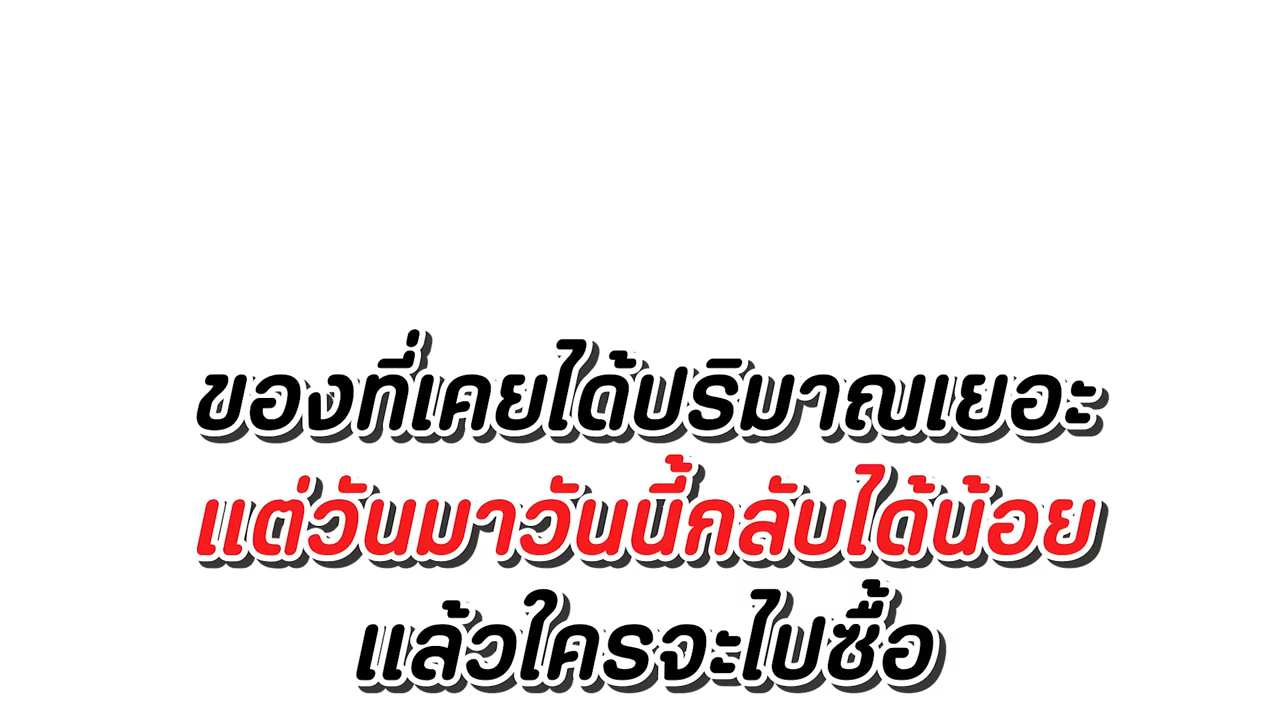 ของที่เคยได้ปริมาณเยอะ
แต่วันมาวันนี้กลับได้น้อย
แล้วใครจะไปซื้อ